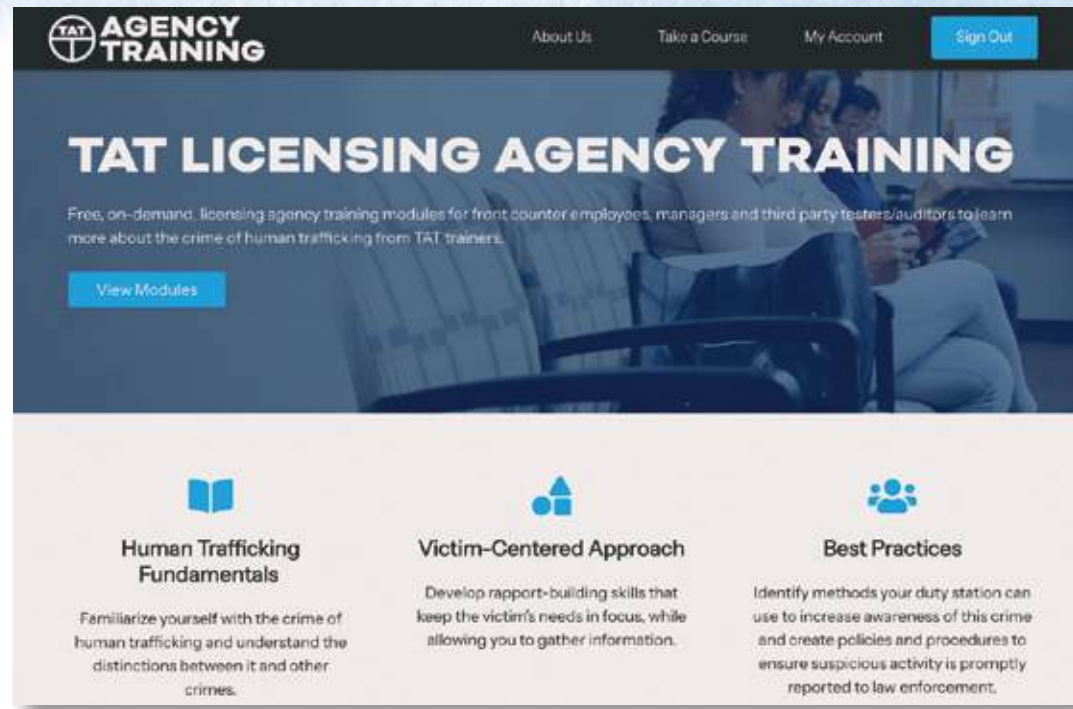 TAT AGENCY
TRAINING
About Us
Take a Course
My Account
Sign Out
TAT LICENSING AGENCY TRAINING
Free, on-demand, licensing agency training modules for front counter employees, managers and third party testers/auditors to learn
more about the crime of human trafficking from TAT trainers.
View Modules
Human Trafficking
Fundamentals
Familiarize yourself with the crime of
human trafficking and understand the
distinctions between it and other
crimes.
Victim-Centered Approach
Develop rapport-building skills that
keep the victim's needs in focus, while
allowing you to gather information.
Best Practices
Identify methods your duty station can
use to increase awareness of this crime
and create policies and procedures to
ensure suspicious activity is promptly
reported to law enforcement.